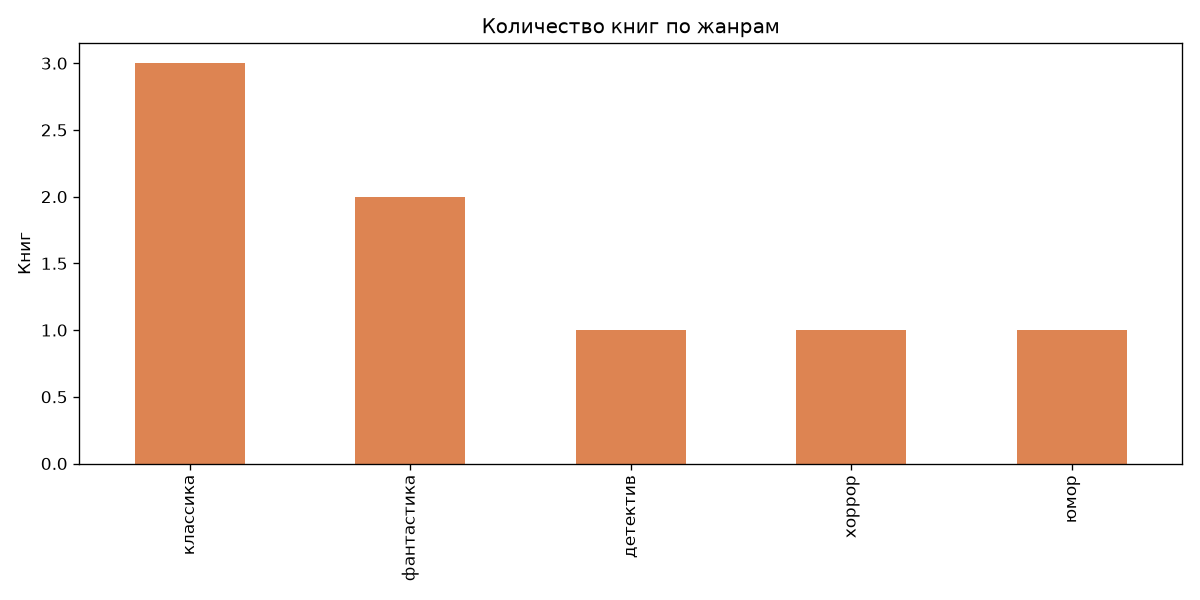 Количество книг по жанрам
Книг
3.0
2.5
2.0
1.5
1.0
0.5
0.0
классика
фантастика
детектив
хоррор
юмор